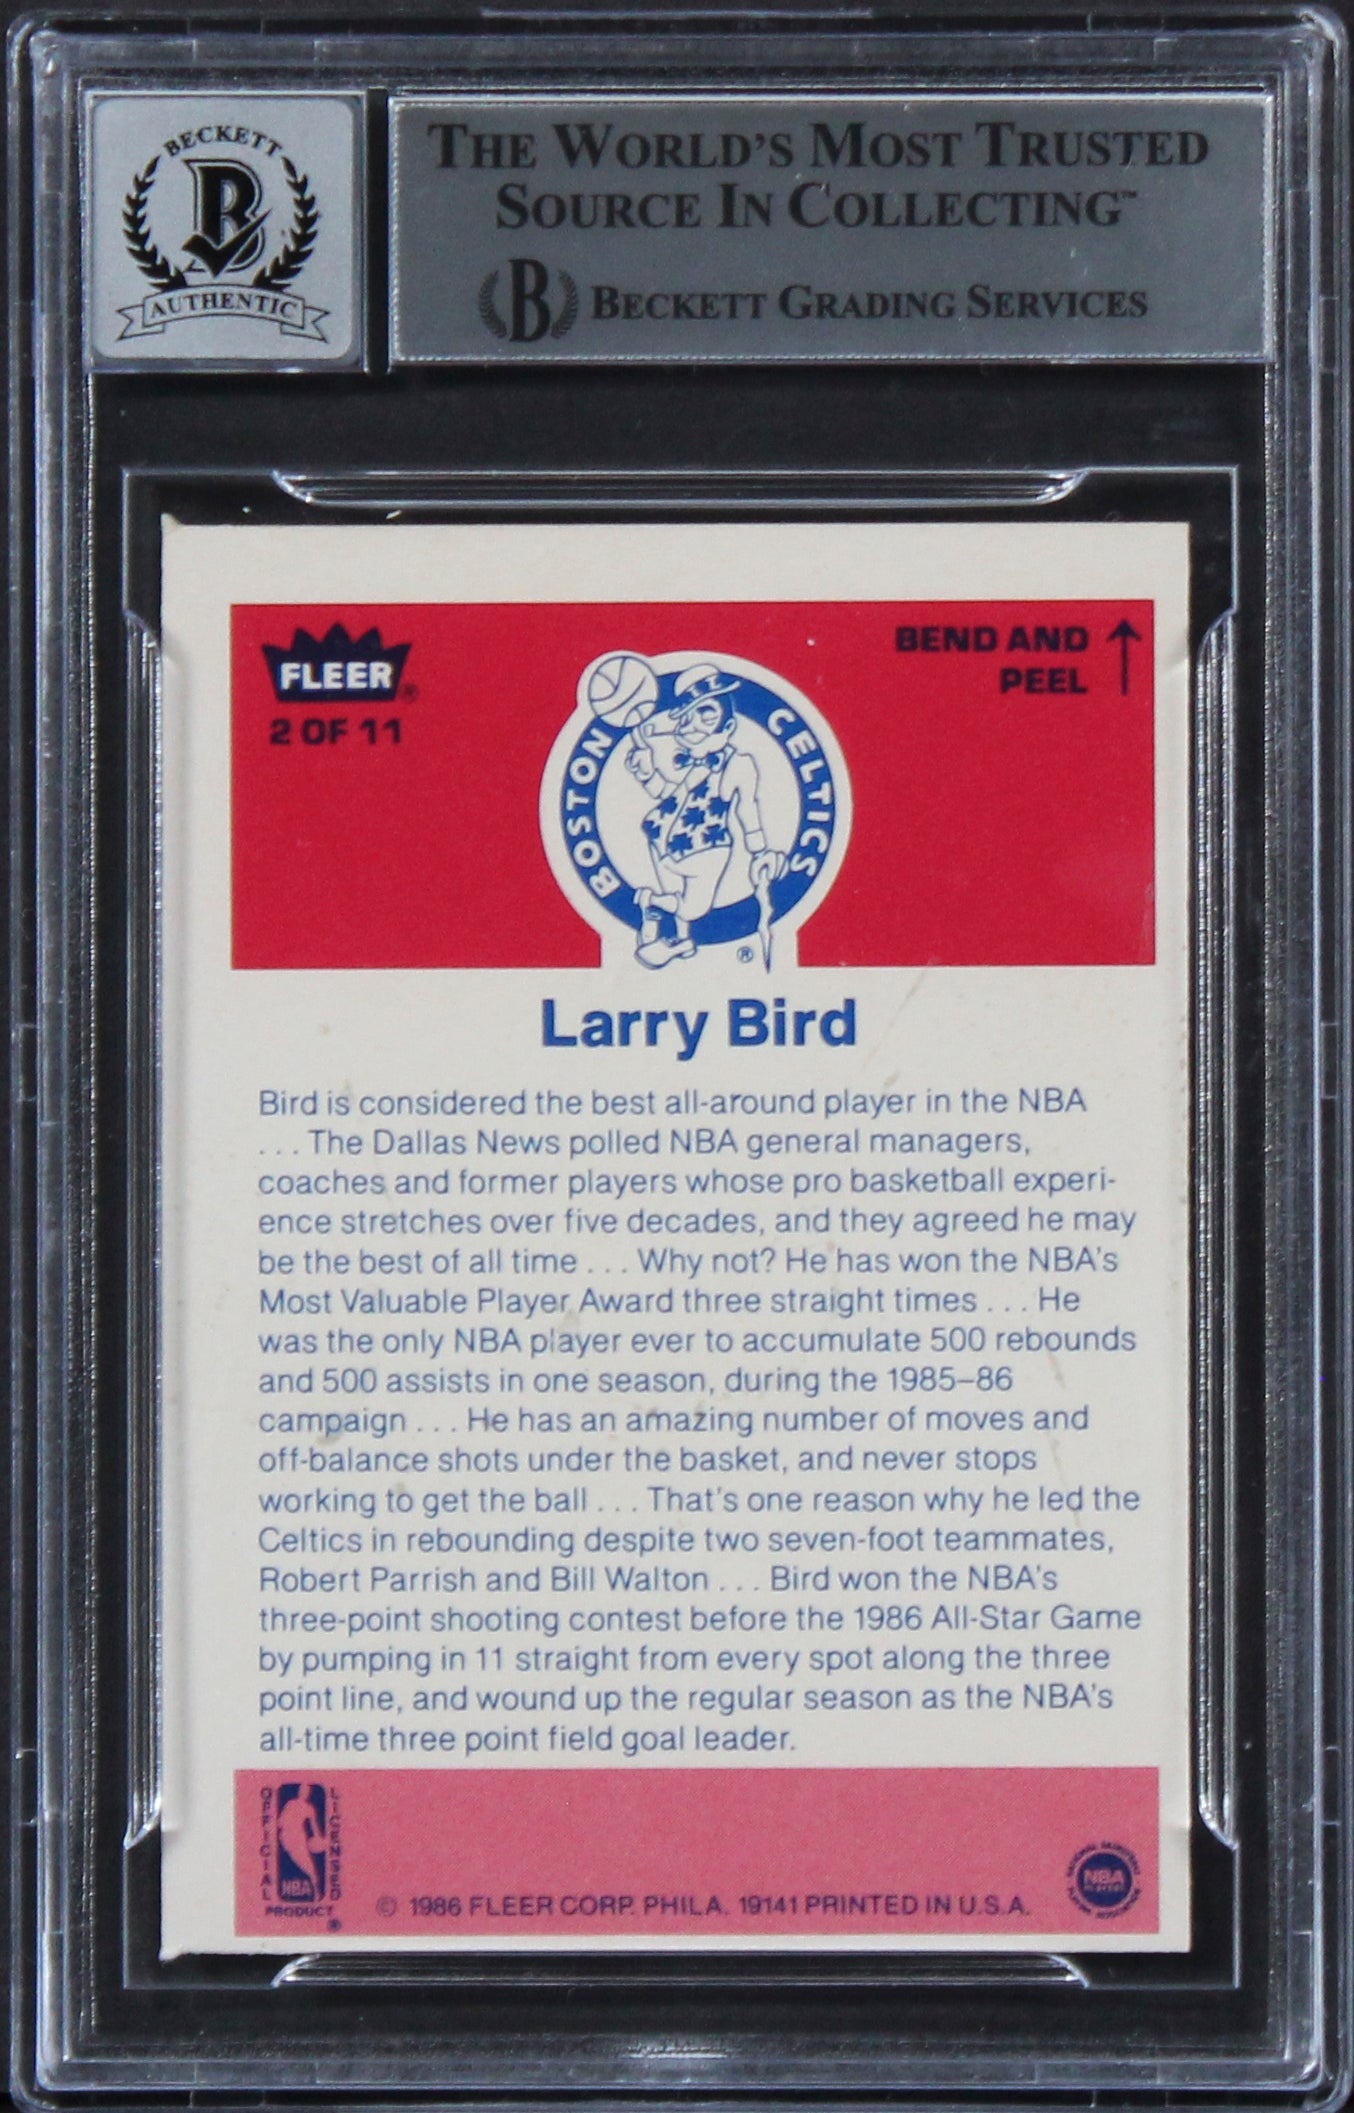 BECKETT
AUTHENTIC
THE WORLD'S MOST TRUSTED
SOURCE IN COLLECTING™
B BECKETT GRADING SERVICES
FLEER®
2 OF 11
BEND AND
PEEL
BOSTON CELTICS
®
Larry Bird
Bird is considered the best all-around player in the NBA
. . . The Dallas News polled NBA general managers,
coaches and former players whose pro basketball experi-
ence stretches over five decades, and they agreed he may
be the best of all time . . . Why not? He has won the NBA's
Most Valuable Player Award three straight times . . . He
was the only NBA player ever to accumulate 500 rebounds
and 500 assists in one season, during the 1985–86
campaign . . . He has an amazing number of moves and
off-balance shots under the basket, and never stops
working to get the ball . . . That's one reason why he led the
Celtics in rebounding despite two seven-foot teammates,
Robert Parrish and Bill Walton . . . Bird won the NBA's
three-point shooting contest before the 1986 All-Star Game
by pumping in 11 straight from every spot along the three
point line, and wound up the regular season as the NBA's
all-time three point field goal leader.
OFFICIAL LICENSED
NBA
PRODUCT
®
© 1986 FLEER CORP. PHILA. 19141 PRINTED IN U.S.A.
NATIONAL BASKETBALL
NBA
PLAYERS
ASSOCIATION